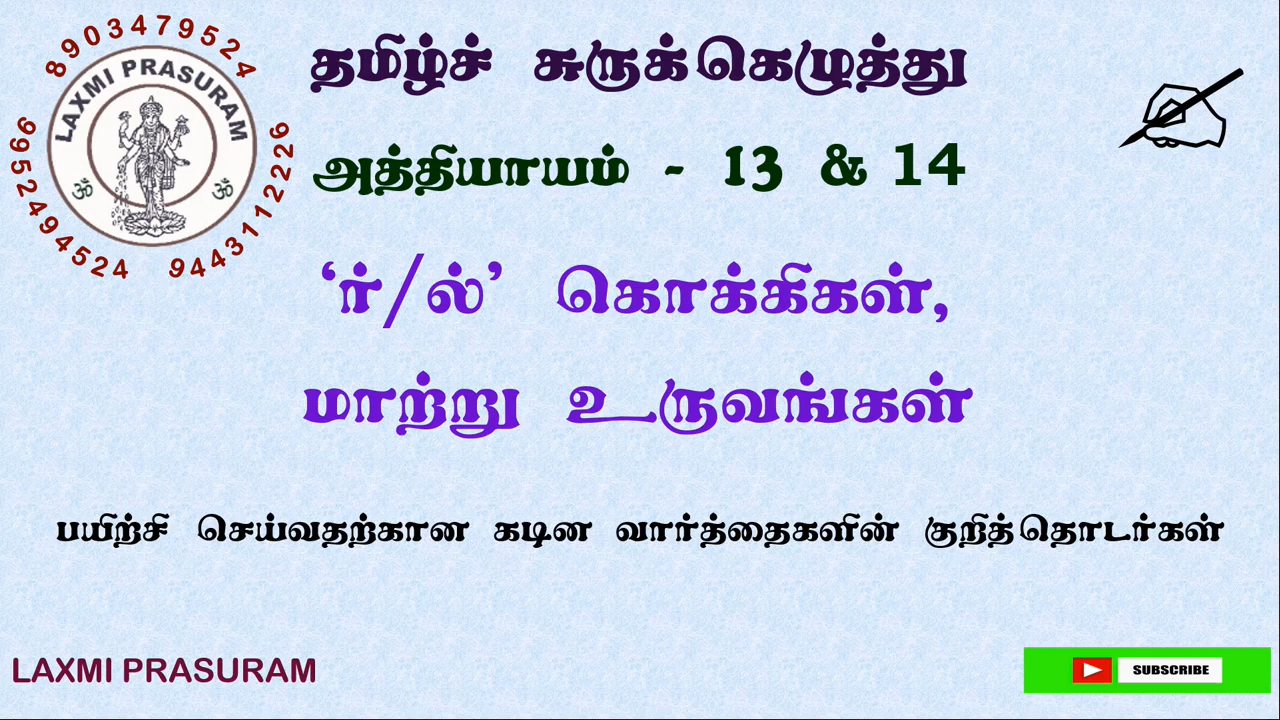 8903479524
LAXMI PRASURAM
9952494524
9443112226
ॐ ॐ
தமிழ்ச் சுருக்கெழுத்து
அத்தியாயம் - 13 & 14
‘ர்/ல்’ கொக்கிகள்,
மாற்று உருவங்கள்
பயிற்சி செய்வதற்கான கடின வார்த்தைகளின் குறித்தொடர்கள்
LAXMI PRASURAM
SUBSCRIBE